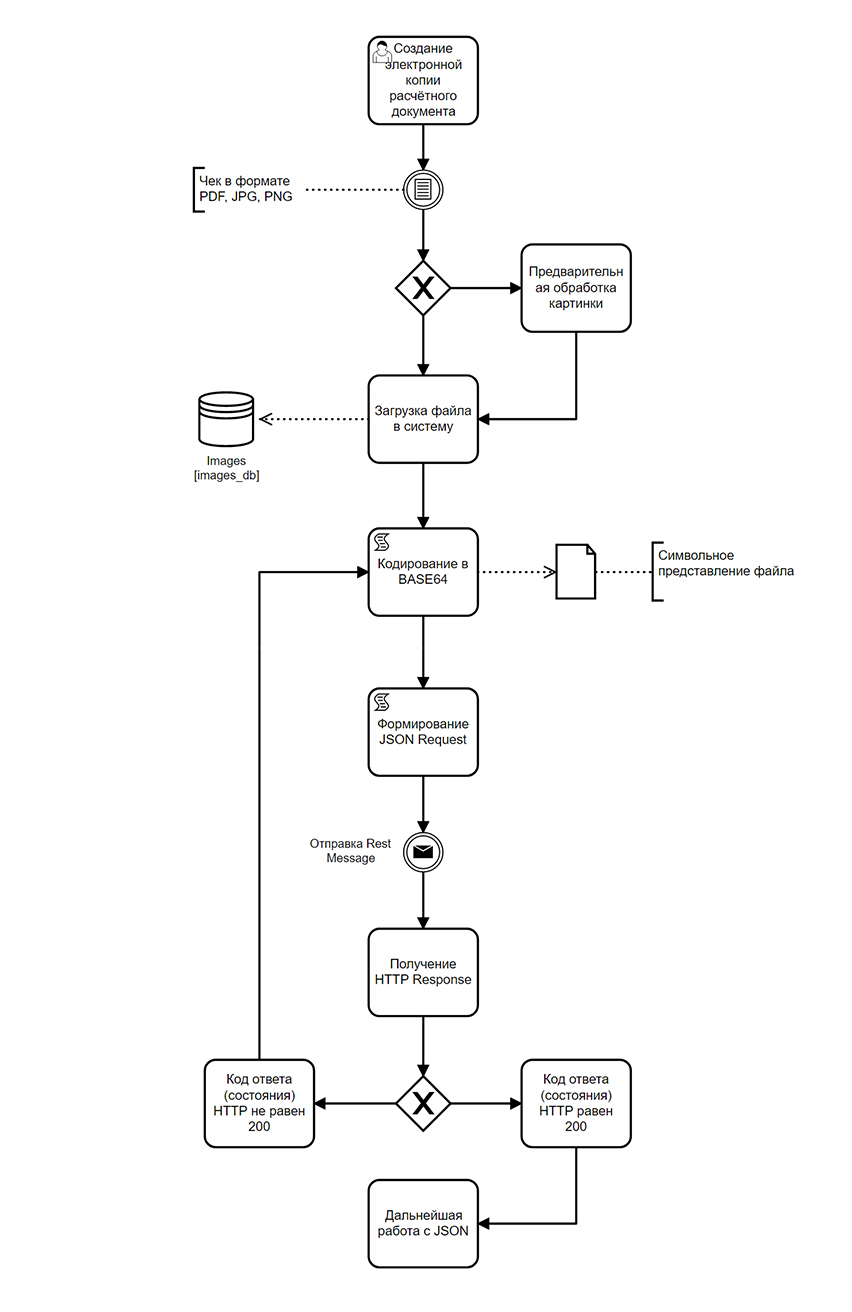 Создание
электронной
копии
расчётного
документа
Чек в формате
PDF, JPG, PNG
Предварительн
ая обработка
картинки
Загрузка файла
в систему
Images
[images_db]
Кодирование в
BASE64
Символьное
представление файла
Формирование
JSON Request
Отправка Rest
Message
Получение
HTTP Response
Код ответа
(состояния)
HTTP не равен
200
Код ответа
(состояния)
HTTP равен
200
Дальнейшая
работа с JSON